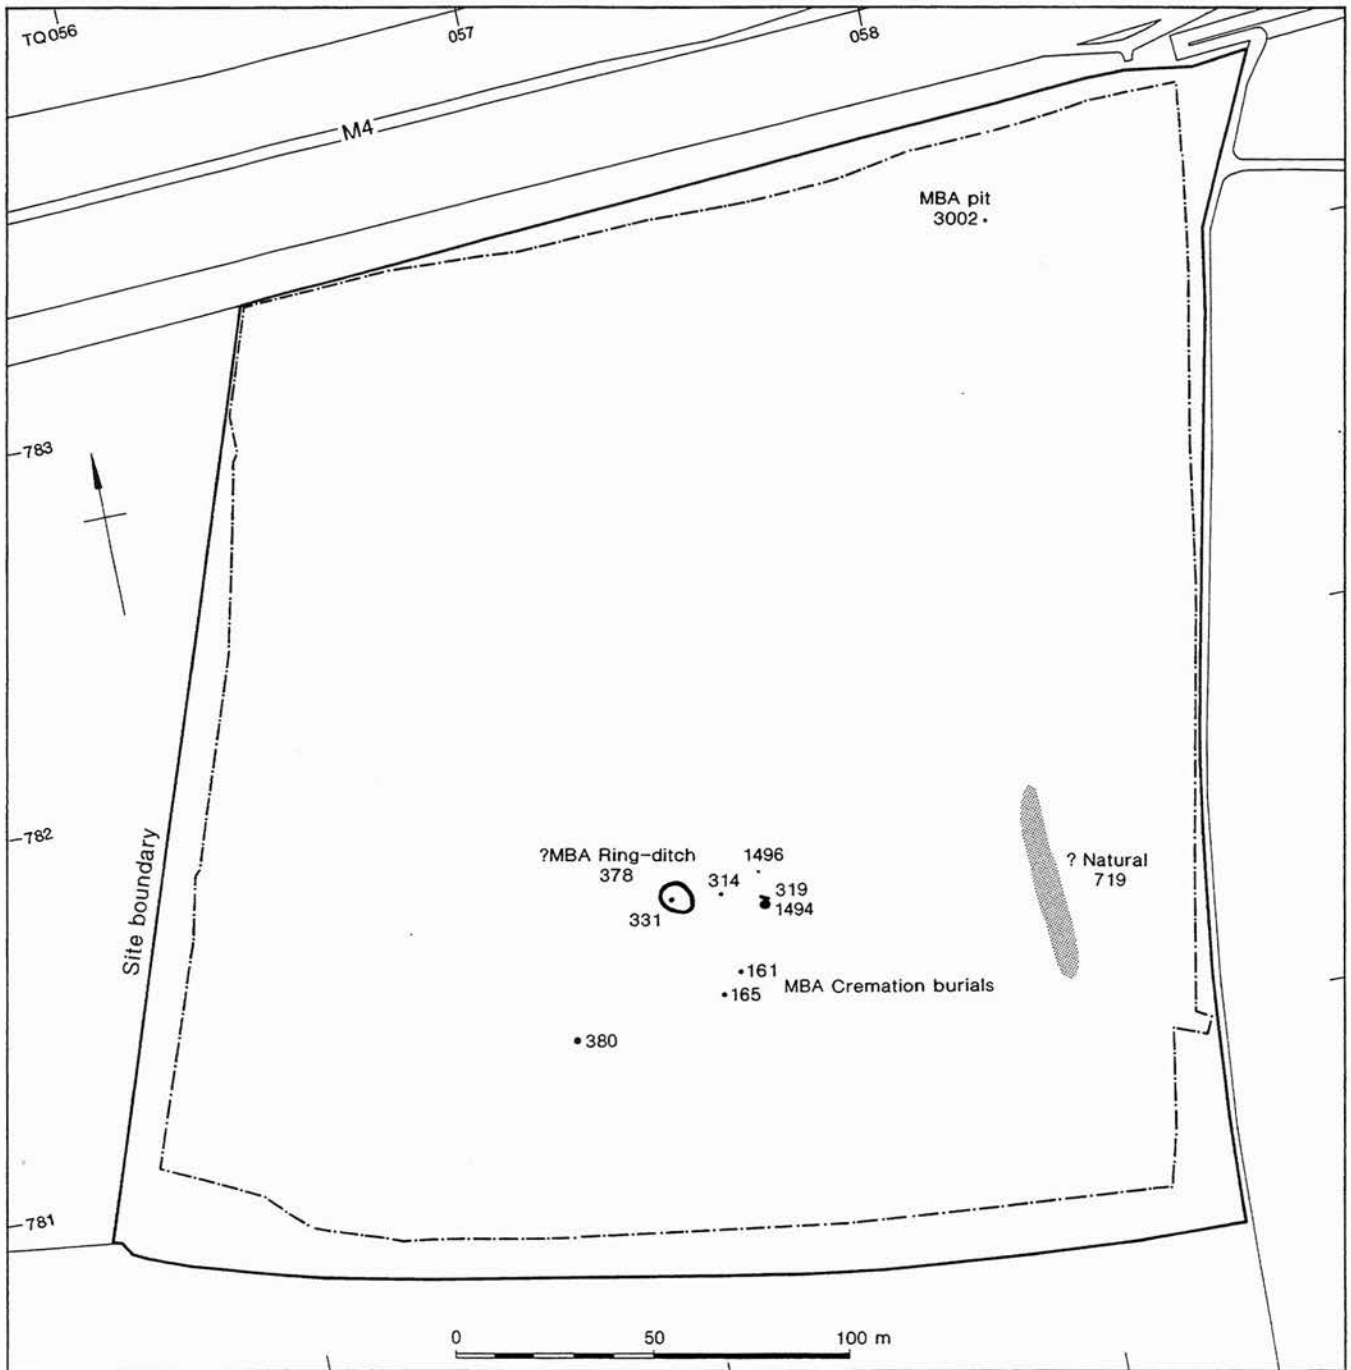 TQ056
057
058
M4
MBA pit
3002
783
Site boundary
782
?MBA Ring-ditch
378
331
314
1496
319
1494
? Natural
719
161
165
MBA Cremation burials
380
781
0 50 100 m